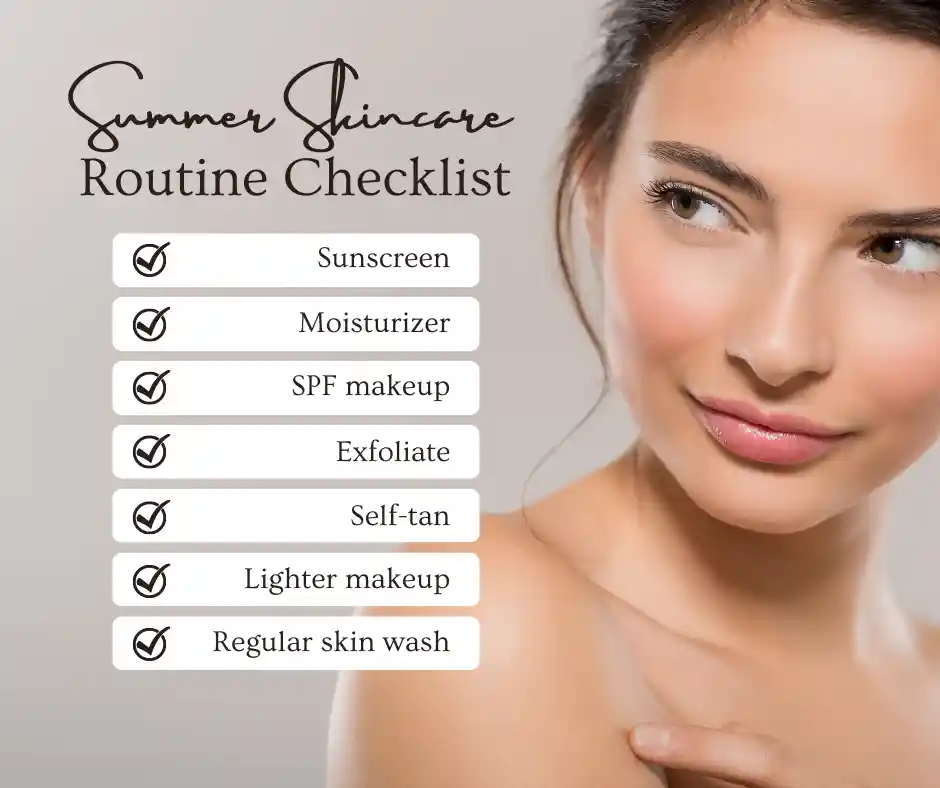 Summer Skincare
Routine Checklist
Sunscreen
Moisturizer
SPF makeup
Exfoliate
Self-tan
Lighter makeup
Regular skin wash